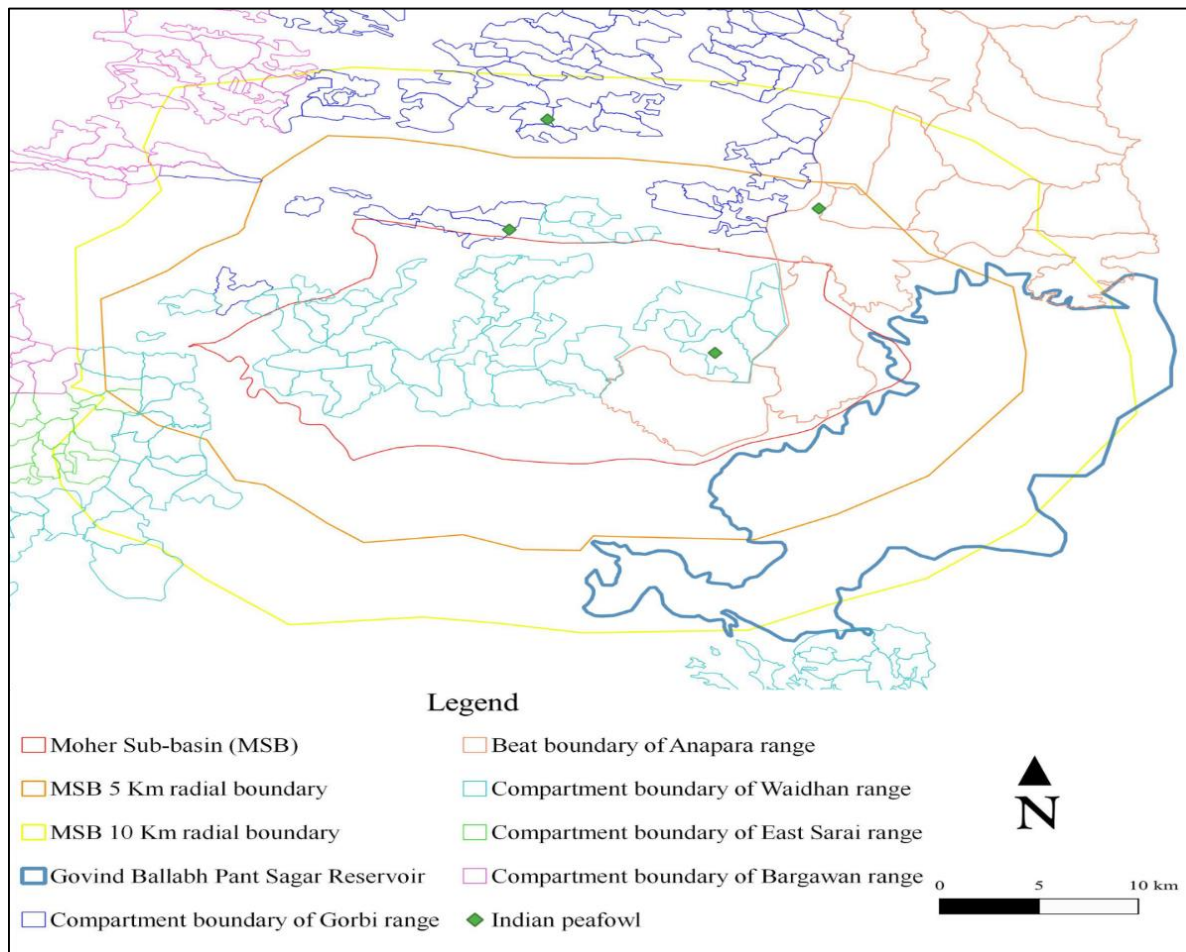 Legend
Moher Sub-basin (MSB)
MSB 5 Km radial boundary
MSB 10 Km radial boundary
Govind Ballabh Pant Sagar Reservoir
Compartment boundary of Gorbi range
Beat boundary of Anapara range
Compartment boundary of Waidhan range
Compartment boundary of East Sarai range
Compartment boundary of Bargawan range
Indian peafowl
N
0 5 10 km